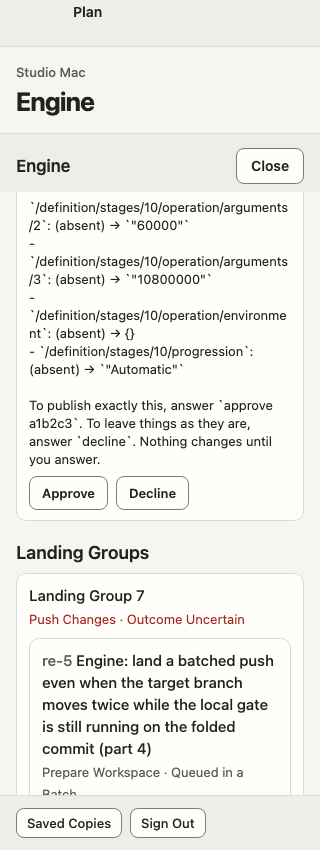 Plan
Studio Mac
Engine
Engine
Close
`/definition/stages/10/operation/arguments
/2`: (absent) → `"60000"`
-
`/definition/stages/10/operation/arguments
/3`: (absent) → `"10800000"`
-
`/definition/stages/10/operation/environme
nt`: (absent) → {}
- `/definition/stages/10/progression`:
(absent) → `"Automatic"`
To publish exactly this, answer `approve
a1b2c3`. To leave things as they are,
answer `decline`. Nothing changes until
you answer.
Approve
Decline
Landing Groups
Landing Group 7
Push Changes · Outcome Uncertain
re-5 Engine: land a batched push
even when the target branch
moves twice while the local gate
is still running on the folded
commit (part 4)
Prepare Workspace · Queued in a
Batch
Saved Copies
Sign Out